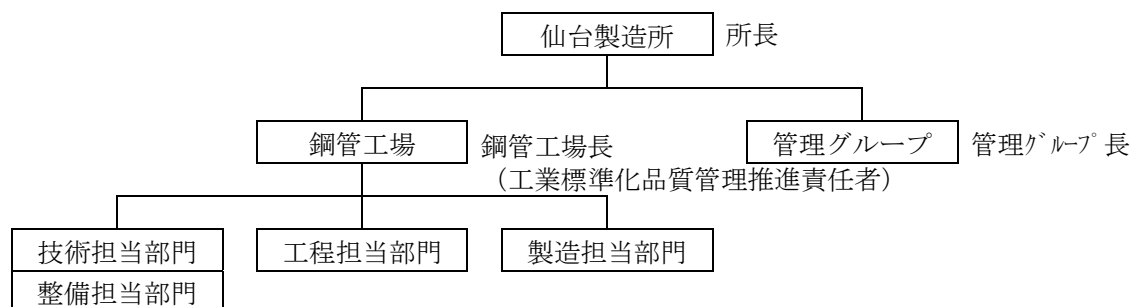 仙台製造所 所長
鋼管工場 鋼管工場長 管理グループ 管理ｸﾞﾙｰﾌﾟ長
（工業標準化品質管理推進責任者）
技術担当部門 工程担当部門 製造担当部門
整備担当部門